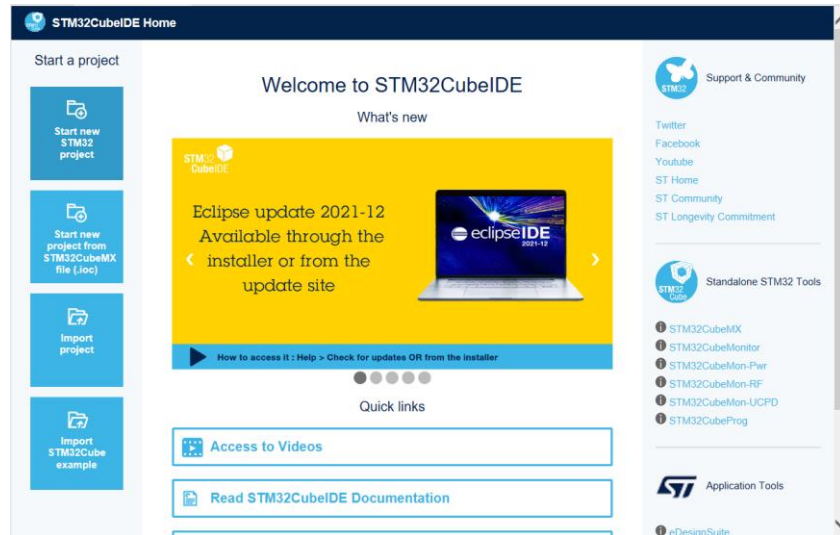 STM32CubeIDE Home
Start a project
Start new
STM32
project
Start new
project from
STM32CubeMX
file (.ioc)
Import
project
Import
STM32Cube
example
Welcome to STM32CubeIDE
What's new
STM32
CubeIDE
Eclipse update 2021-12
Available through the
installer or from the
update site
eclipse IDE
2021-12
How to access it : Help > Check for updates OR from the installer
Quick links
Access to Videos
Read STM32CubeIDE Documentation
STM32
Support & Community
Twitter
Facebook
Youtube
ST Home
ST Community
ST Longevity Commitment
STM32
Cube
Standalone STM32 Tools
STM32CubeMX
STM32CubeMonitor
STM32CubeMon-Pwr
STM32CubeMon-RF
STM32CubeMon-UCPD
STM32CubeProg
ST
Application Tools
eDesignSuite